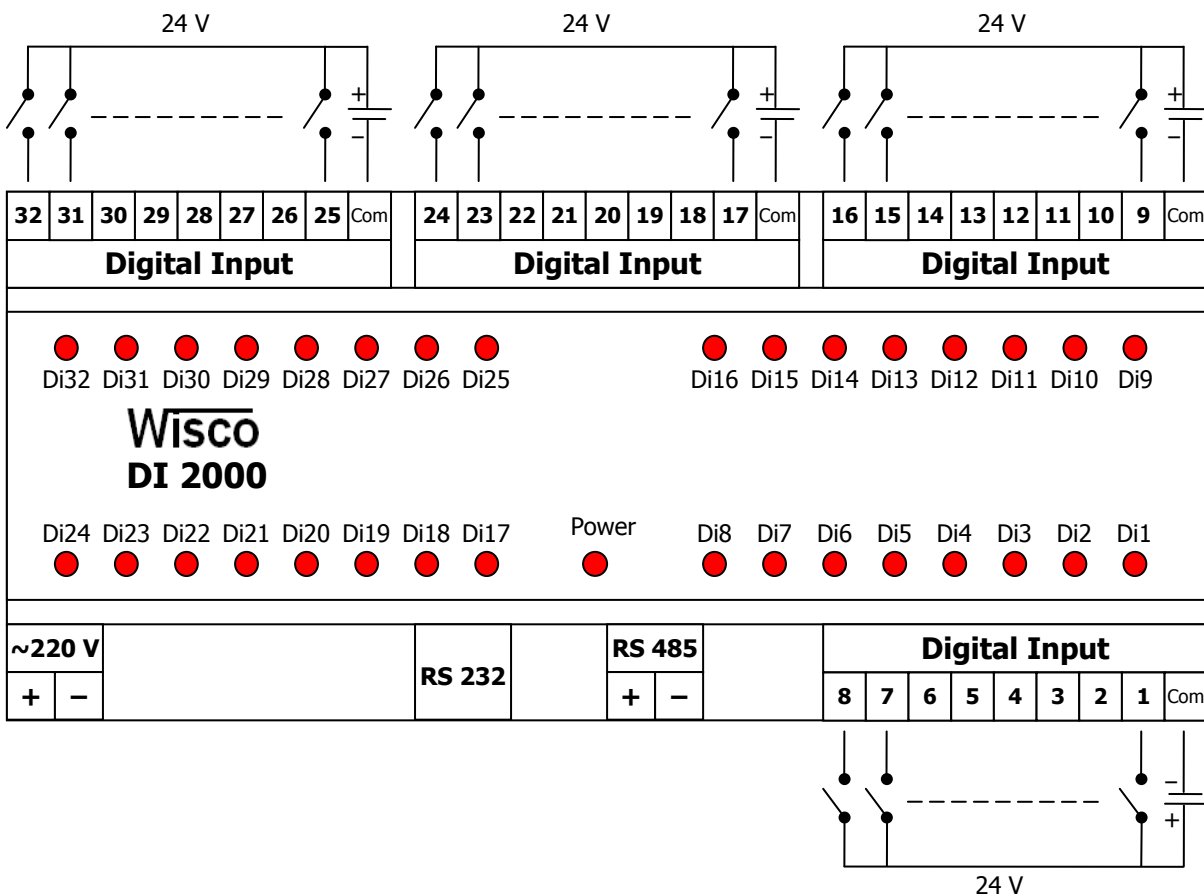 24 V 24 V 24 V
+ + +
− − −
32 31 30 29 28 27 26 25 Com 24 23 22 21 20 19 18 17 Com 16 15 14 13 12 11 10 9 Com
Digital Input Digital Input Digital Input
Di32 Di31 Di30 Di29 Di28 Di27 Di26 Di25 Di16 Di15 Di14 Di13 Di12 Di11 Di10 Di9
Wisco
DI 2000
Di24 Di23 Di22 Di21 Di20 Di19 Di18 Di17 Power Di8 Di7 Di6 Di5 Di4 Di3 Di2 Di1
~220 V RS 232 RS 485 Digital Input
+ − + − 8 7 6 5 4 3 2 1 Com
−
+
24 V